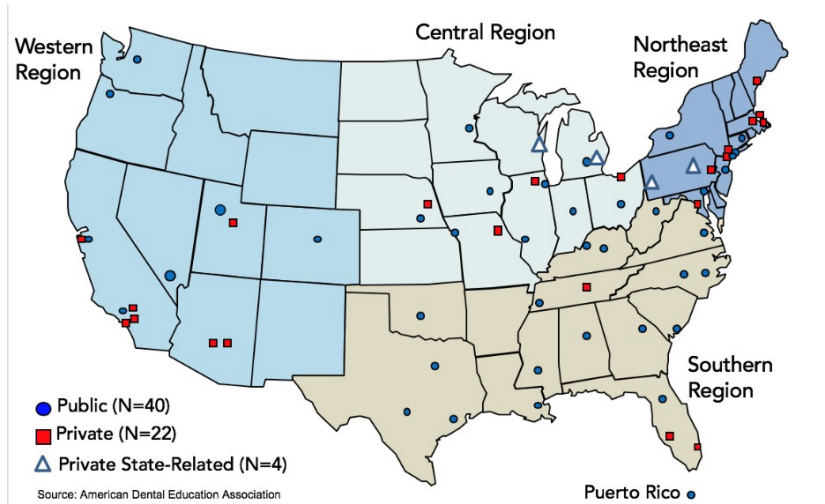 Central Region
Western
Region
Northeast
Region
Southern
Region
Public (N=40)
Private (N=22)
Private State-Related (N=4)
Source: American Dental Education Association
Puerto Rico